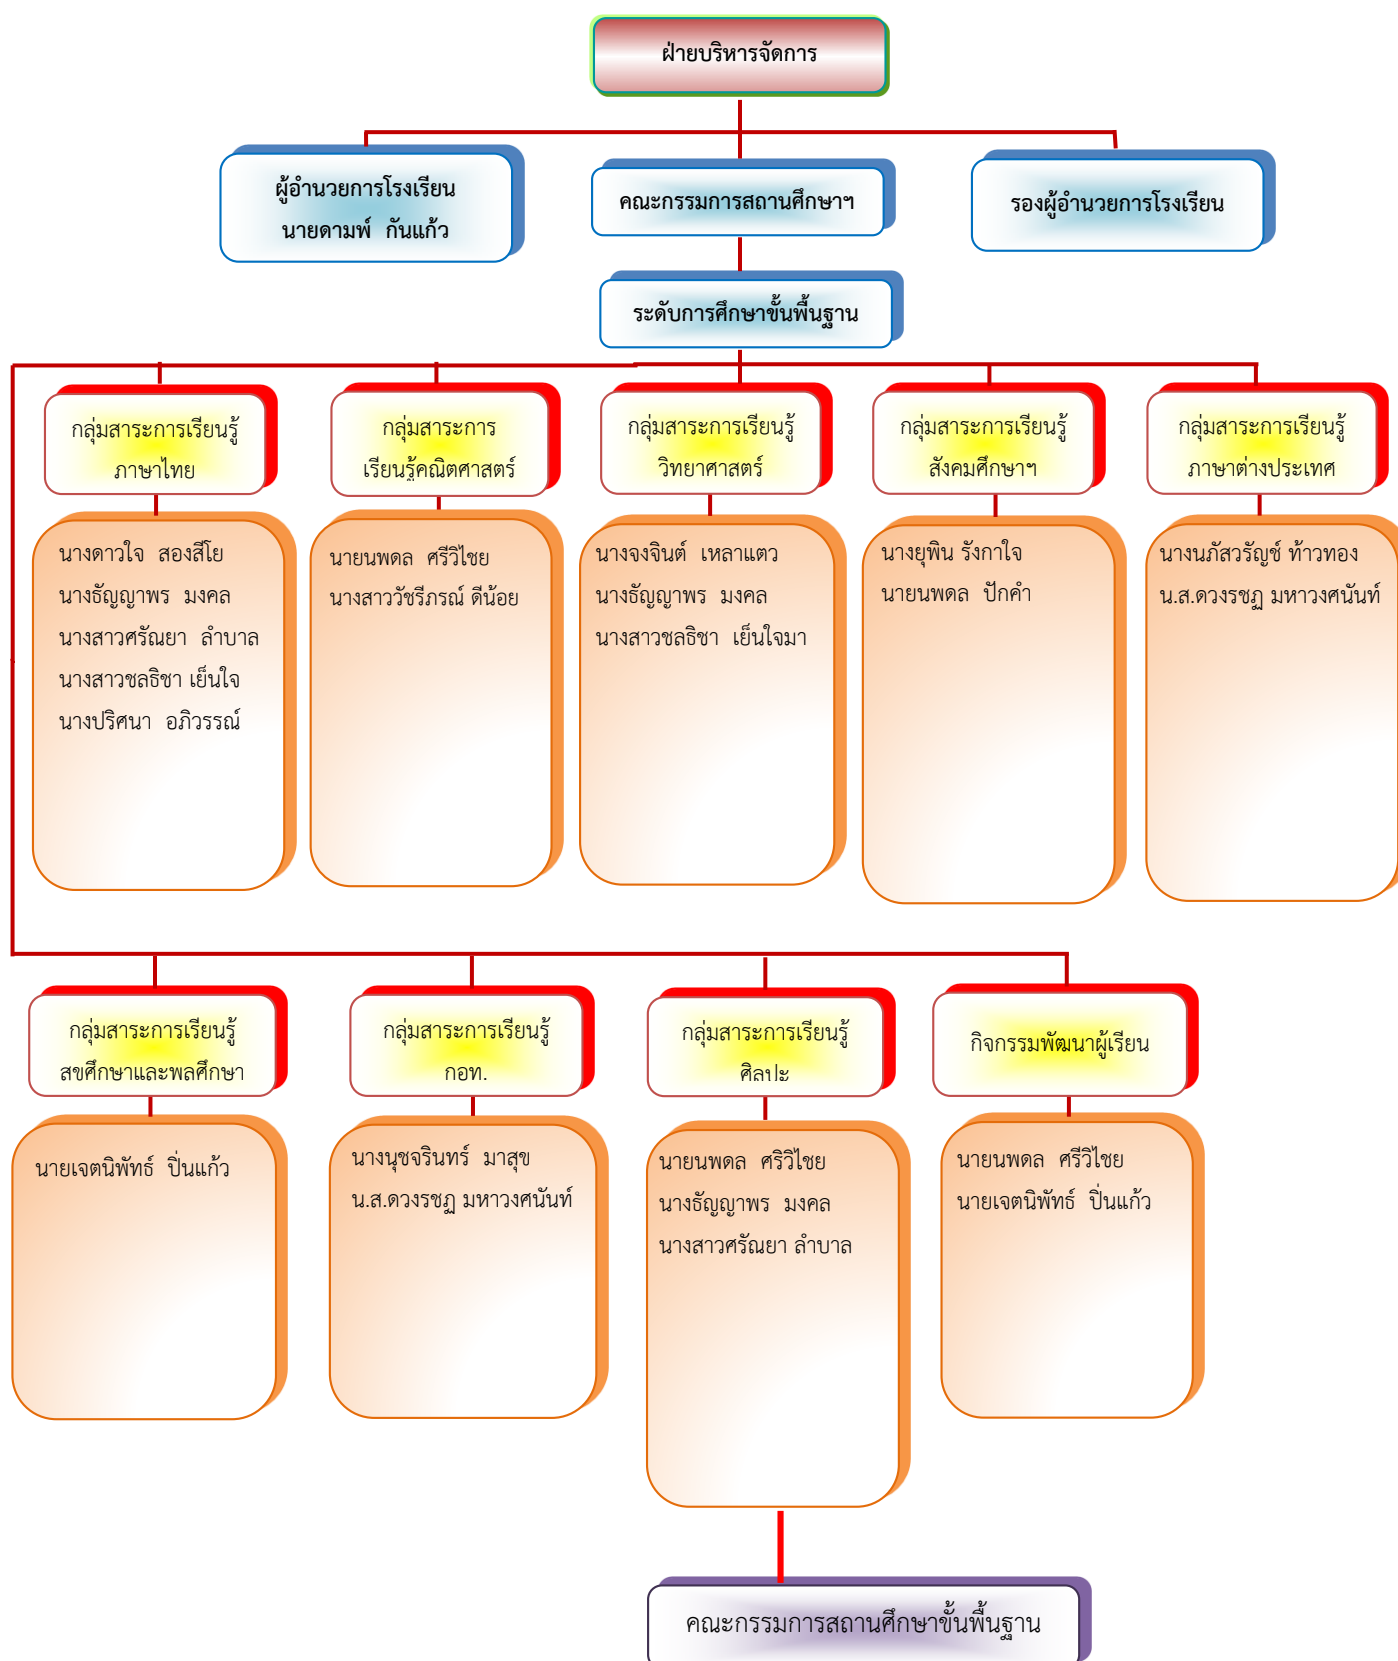 ฝ่ายบริหารจัดการ
ผู้อำนวยการโรงเรียน
นายดามพ์  กันแก้ว
คณะกรรมการสถานศึกษาฯ
รองผู้อำนวยการโรงเรียน
ระดับการศึกษาขั้นพื้นฐาน
กลุ่มสาระการเรียนรู้
ภาษาไทย
กลุ่มสาระการ
เรียนรู้คณิตศาสตร์
กลุ่มสาระการเรียนรู้
วิทยาศาสตร์
กลุ่มสาระการเรียนรู้
สังคมศึกษาฯ
กลุ่มสาระการเรียนรู้
ภาษาต่างประเทศ
นางดาวใจ  สองสีโย
นางธัญญาพร  มงคล
นางสาวศรัณยา  ลำบาล
นางสาวชลธิชา เย็นใจ
นางปริศนา  อภิวรรณ์
นายนพดล  ศรีวิไชย
นางสาววัชรีภรณ์ ดีน้อย
นางจงจินต์  เหลาแตว
นางธัญญาพร  มงคล
นางสาวชลธิชา  เย็นใจมา
นางยุพิน รังกาใจ
นายนพดล  ปักคำ
นางนภัสวรัญช์ ท้าวทอง
น.ส.ดวงรชฏ มหาวงศนันท์
กลุ่มสาระการเรียนรู้
สขศึกษาและพลศึกษา
กลุ่มสาระการเรียนรู้
กอท.
กลุ่มสาระการเรียนรู้
ศิลปะ
กิจกรรมพัฒนาผู้เรียน
นายเจตนิพัทธ์  ปิ่นแก้ว
นางนุชจรินทร์  มาสุข
น.ส.ดวงรชฏ มหาวงศนันท์
นายนพดล  ศริวิไชย
นางธัญญาพร  มงคล
นางสาวศรัณยา ลำบาล
นายนพดล  ศรีวิไชย
นายเจตนิพัทธ์  ปิ่นแก้ว
คณะกรรมการสถานศึกษาขั้นพื้นฐาน